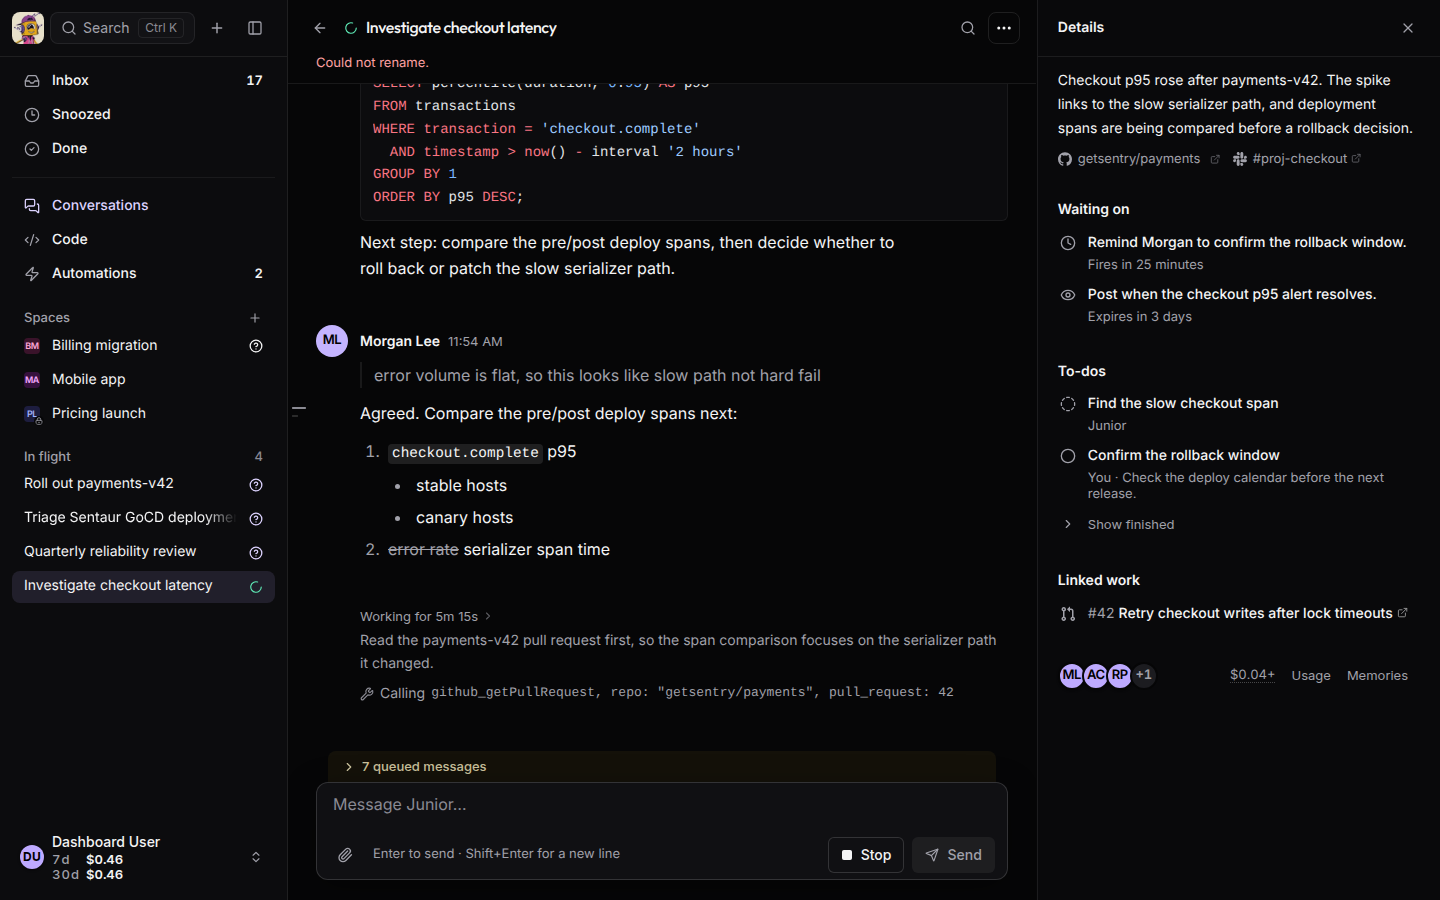 Search Ctrl K
Inbox 17
Snoozed
Done
Conversations
Code
Automations 2
Spaces
BM Billing migration
MA Mobile app
PL Pricing launch
In flight 4
Roll out payments-v42
Triage Sentaur GoCD deployme
Quarterly reliability review
Investigate checkout latency
DU Dashboard User
7d $0.46
30d $0.46
Investigate checkout latency
Could not rename.
SELECT percentile(duration, 0.95) AS p95
FROM transactions
WHERE transaction = 'checkout.complete'
AND timestamp > now() - interval '2 hours'
GROUP BY 1
ORDER BY p95 DESC;
Next step: compare the pre/post deploy spans, then decide whether to
roll back or patch the slow serializer path.
ML Morgan Lee 11:54 AM
error volume is flat, so this looks like slow path not hard fail
Agreed. Compare the pre/post deploy spans next:
1. checkout.complete p95
• stable hosts
• canary hosts
2. error rate serializer span time
Working for 5m 15s
Read the payments-v42 pull request first, so the span comparison focuses on the serializer path
it changed.
Calling github_getPullRequest, repo: "getsentry/payments", pull_request: 42
7 queued messages
Message Junior...
Enter to send · Shift+Enter for a new line
Stop
Send
Details
Checkout p95 rose after payments-v42. The spike
links to the slow serializer path, and deployment
spans are being compared before a rollback decision.
getsentry/payments #proj-checkout
Waiting on
Remind Morgan to confirm the rollback window.
Fires in 25 minutes
Post when the checkout p95 alert resolves.
Expires in 3 days
To-dos
Find the slow checkout span
Junior
Confirm the rollback window
You · Check the deploy calendar before the next
release.
Show finished
Linked work
#42 Retry checkout writes after lock timeouts
ML AC RP +1 $0.04+ Usage Memories